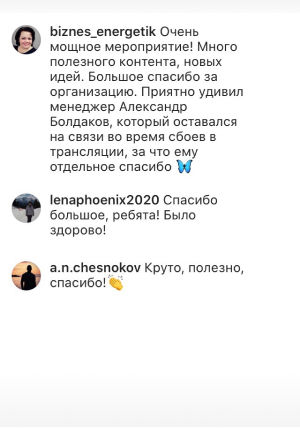 biznes_energetik Очень
мощное мероприятие! Много
полезного контента, новых
идей. Большое спасибо за
организацию. Приятно удивил
менеджер Александр
Болдаков, который оставался
на связи во время сбоев в
трансляции, за что ему
отдельное спасибо 🦋
lenaphoenix2020 Спасибо
большое, ребята! Было
здорово!
a.n.chesnokov Круто, полезно,
спасибо!👏